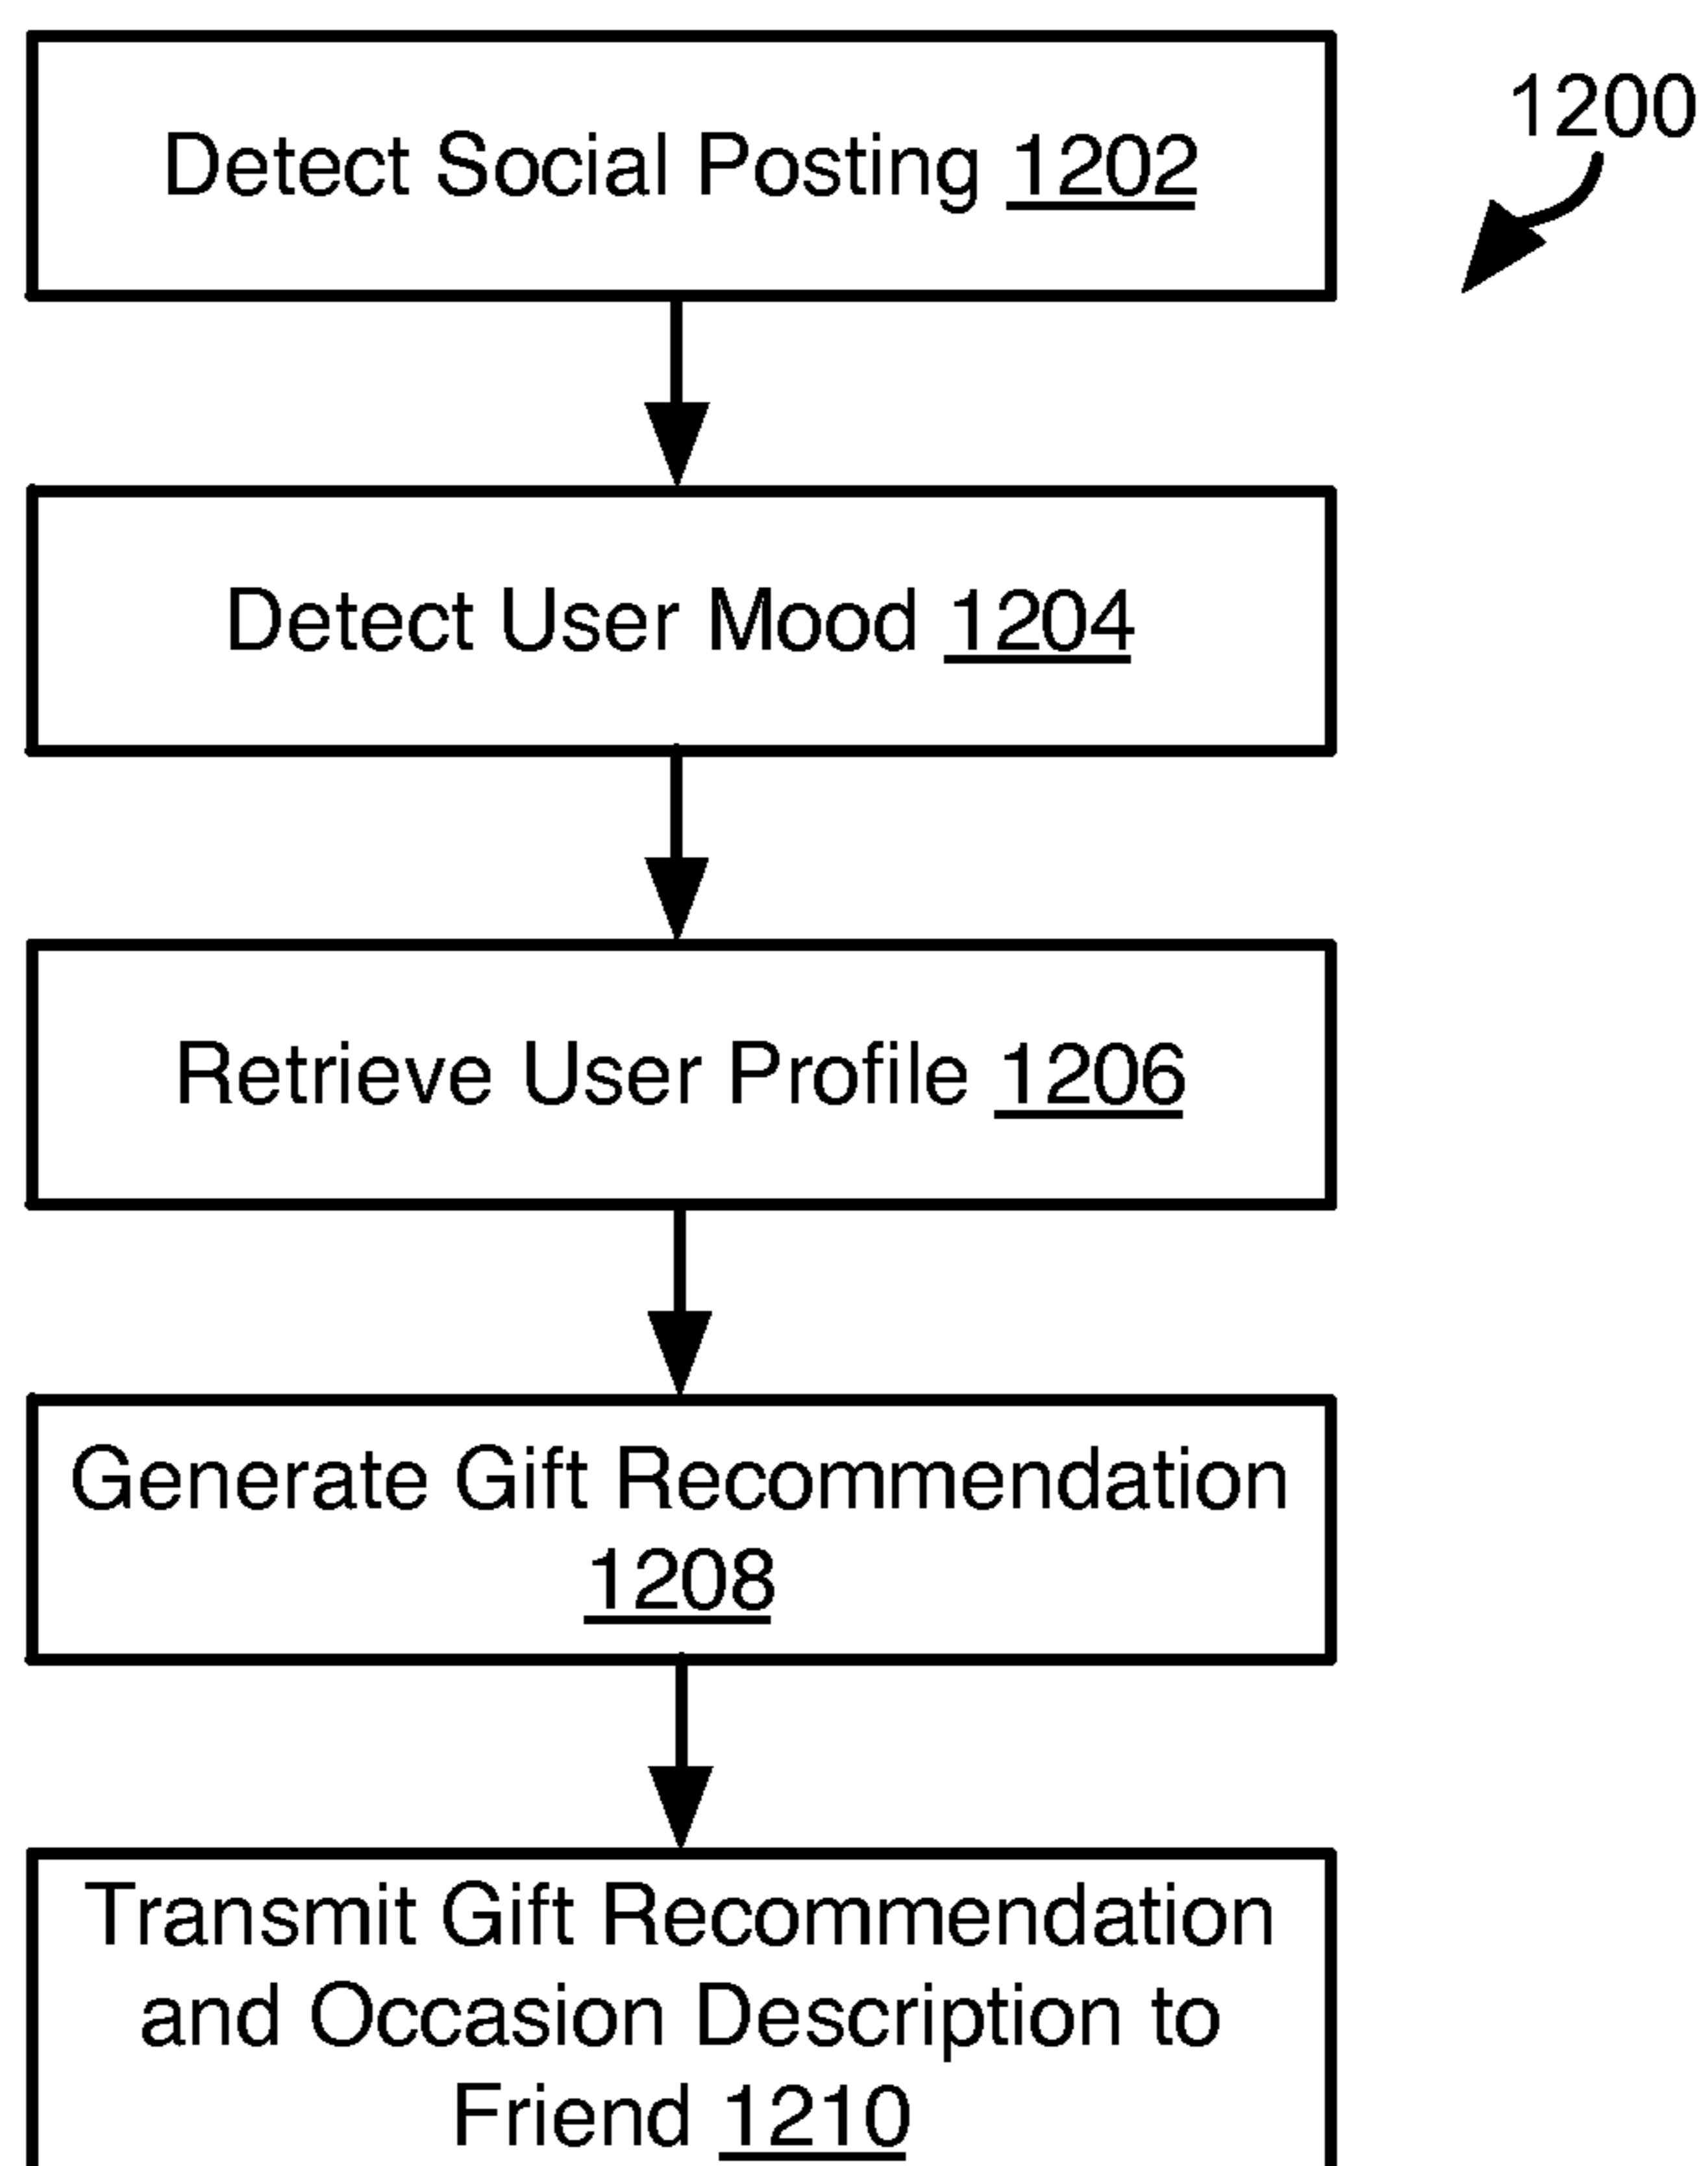 1200
Detect Social Posting 1202
Detect User Mood 1204
Retrieve User Profile 1206
Generate Gift Recommendation
1208
Transmit Gift Recommendation
and Occasion Description to
Friend 1210